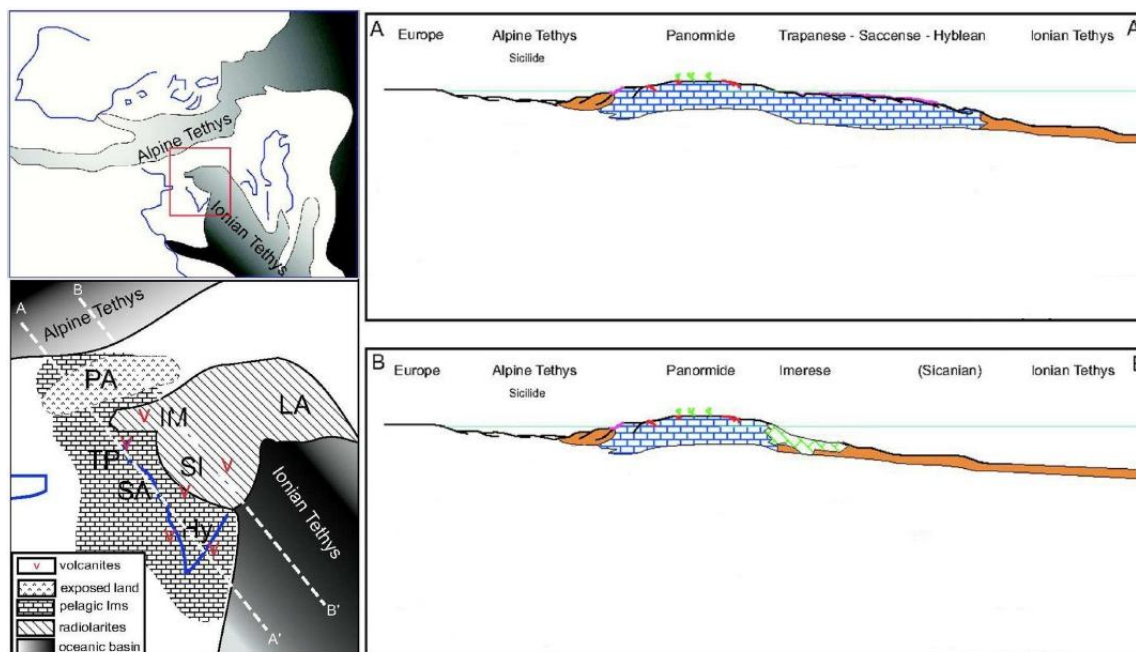 Alpine Tethys
Ionian Tethys
A
B
Alpine Tethys
PA
IM
LA
TP
SI
SA
Hy
Ionian Tethys
B'
A'
v volcanites
exposed land
pelagic lms
radiolarites
oceanic basin
A
Europe Alpine Tethys Panormide Trapanese - Saccense - Hyblean Ionian Tethys
Sicilide
B
Europe Alpine Tethys Panormide Imerese (Sicanian) Ionian Tethys
Sicilide